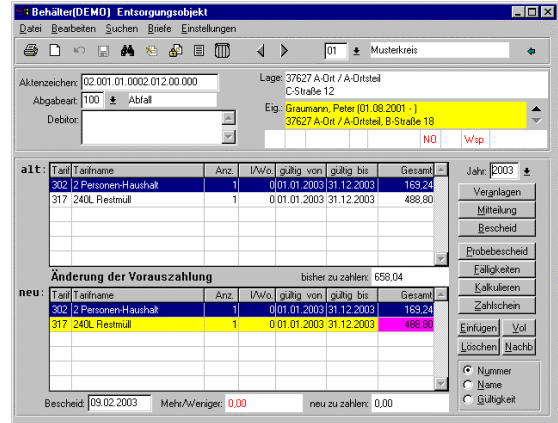 Behälter(DEMO) Entsorgungsobjekt
Datei Bearbeiten Suchen Briefe Einstellungen
01 Musterkreis
Aktenzeichen: 02.001.01.0002.012.00.000
Abgabeart: 100 Abfall
Debitor:
Lage: 37627 A-Ort / A-Ortsteil
C-Straße 12
Eig.: Graumann, Peter (01.08.2001 - )
37627 A-Ort / A-Ortsteil, B-Straße 18
NO Wsp
alt: Tarif Tarifname Anz. I/Wo. gültig von gültig bis Gesamt
302 2 Personen-Haushalt 1 0 01.01.2003 31.12.2003 169,24
317 240L Restmüll 1 0 01.01.2003 31.12.2003 488,80
Änderung der Vorauszahlung bisher zu zahlen: 658,04
neu: Tarif Tarifname Anz. I/Wo. gültig von gültig bis Gesamt
302 2 Personen-Haushalt 1 0 01.01.2003 31.12.2003 169,24
317 240L Restmüll 1 0 01.01.2003 31.12.2003 488,80
Bescheid: 09.02.2003 Mehr/Weniger: 0,00 neu zu zahlen: 0,00
Jahr: 2003
Veranlagen
Mitteilung
Bescheid
Probebescheid
Fälligkeiten
Kalkulieren
Zahlschein
Einfügen Vol
Löschen Nachb
Nummer
Name
Gültigkeit